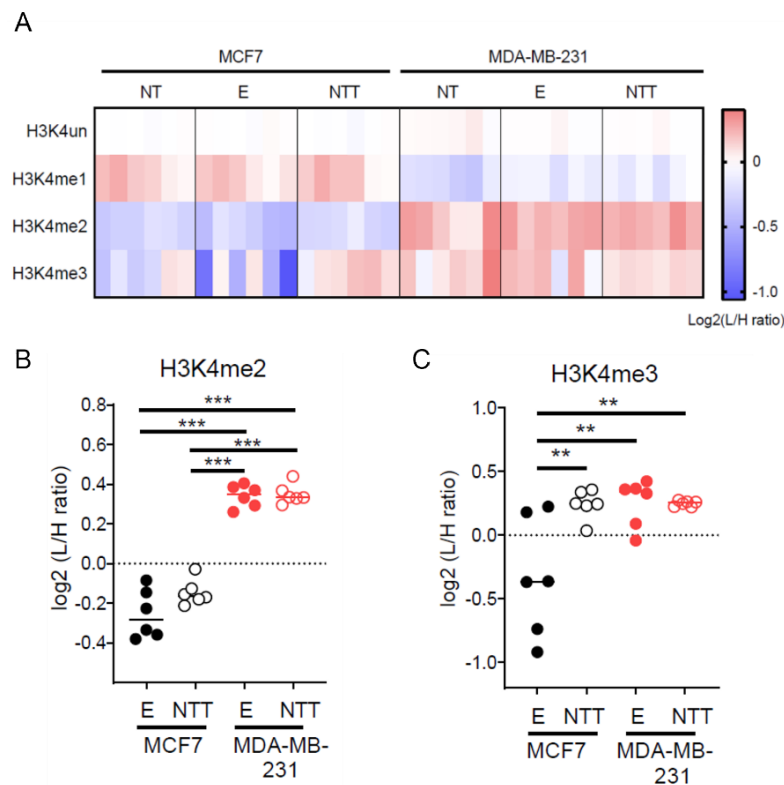 A
MCF7 MDA-MB-231
NT E NTT NT E NTT
H3K4un
H3K4me1
H3K4me2
H3K4me3
0
-0.5
-1.0
Log2(L/H ratio)
B
H3K4me2
log2 (L/H ratio)
0.8
0.6
0.4
0.2
0.0
-0.2
-0.4
***
***
***
***
E NTT E NTT
MCF7 MDA-MB-
231
C
H3K4me3
log2 (L/H ratio)
1.0
0.5
0.0
-0.5
-1.0
**
**
**
E NTT E NTT
MCF7 MDA-MB-
231